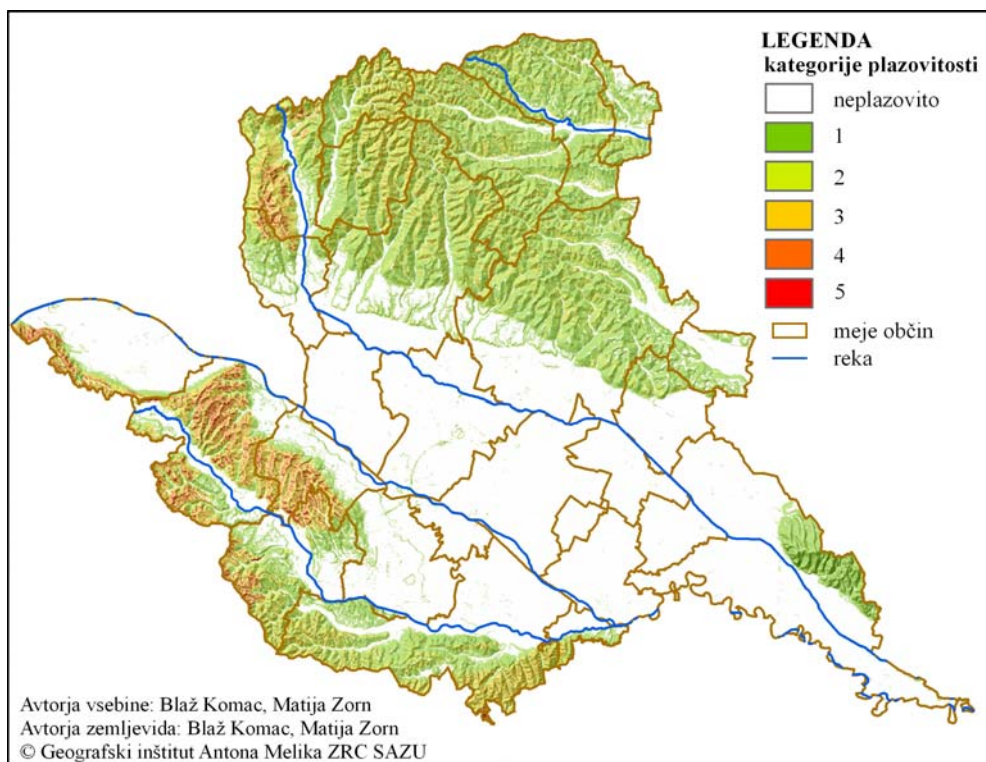 LEGENDA
kategorije plazovitosti
neplazovito
1
2
3
4
5
meje občin
reka
Avtorja vsebine: Blaž Komac, Matija Zorn
Avtorja zemljevida: Blaž Komac, Matija Zorn
© Geografski inštitut Antona Melika ZRC SAZU